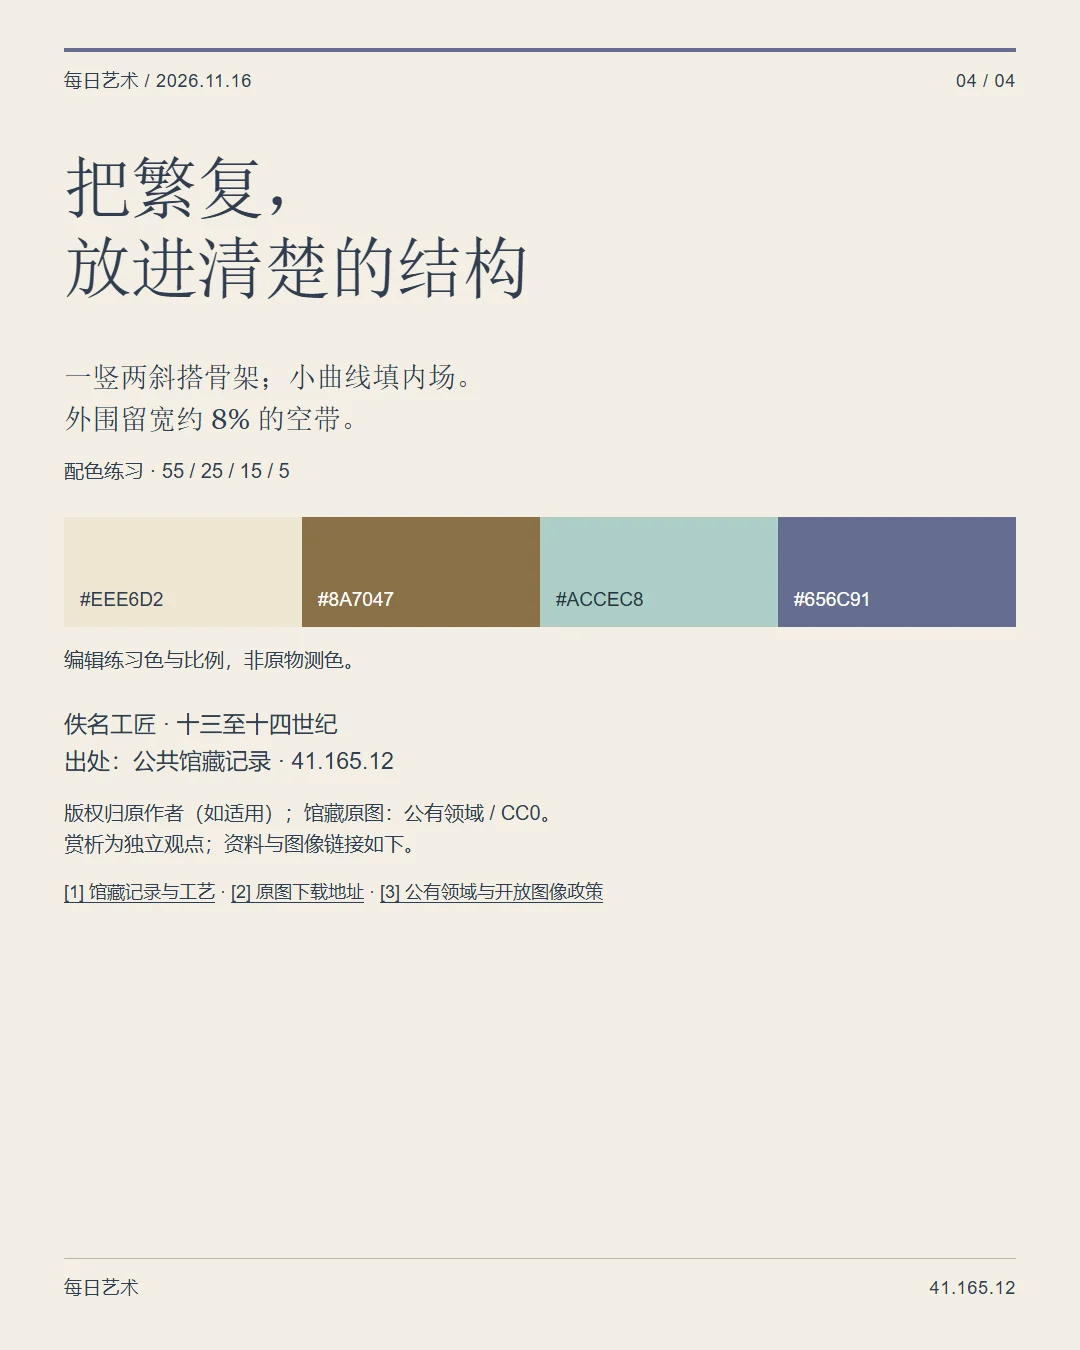 每日艺术 / 2026.11.16
04 / 04
把繁复，
放进清楚的结构
一竖两斜搭骨架；小曲线填内场。
外围留宽约 8% 的空带。
配色练习 · 55 / 25 / 15 / 5
#EEE6D2
#8A7047
#ACCEC8
#656C91
编辑练习色与比例，非原物测色。
佚名工匠 · 十三至十四世纪
出处：公共馆藏记录 · 41.165.12
版权归原作者（如适用）；馆藏原图：公有领域 / CC0。
赏析为独立观点；资料与图像链接如下。
[1] 馆藏记录与工艺 · [2] 原图下载地址 · [3] 公有领域与开放图像政策
每日艺术
41.165.12